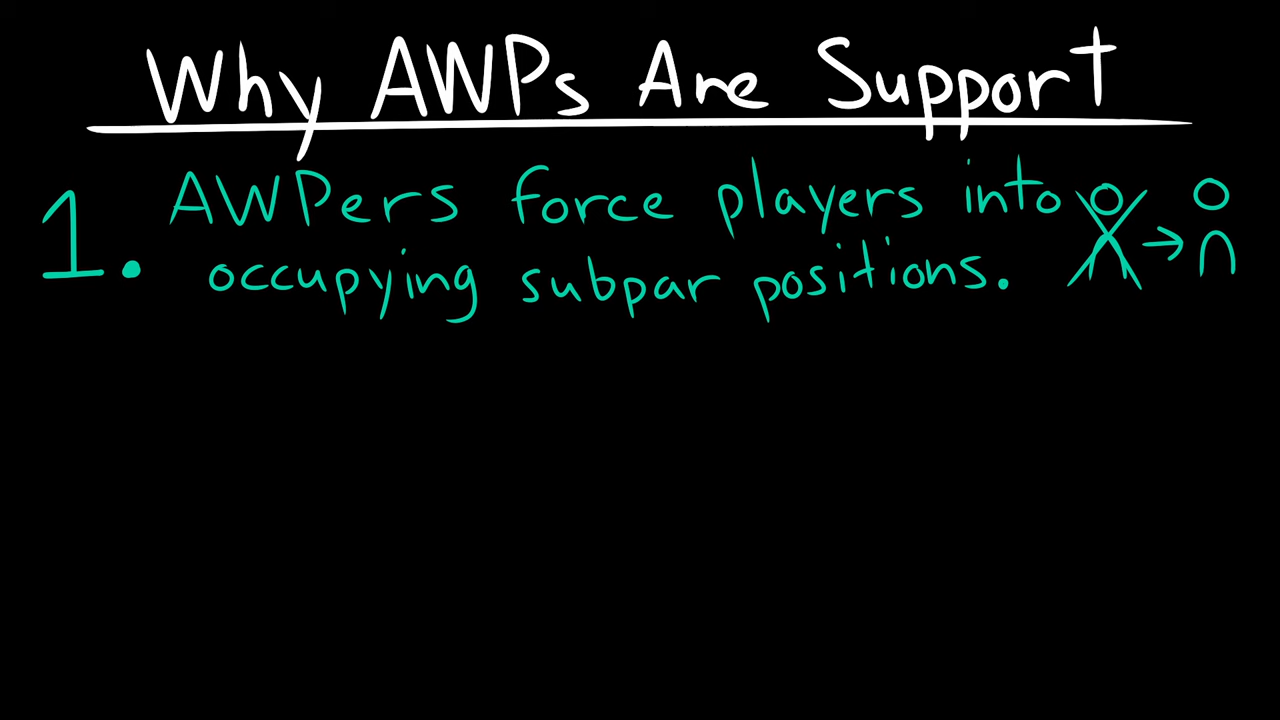 Why AWPs Are Support
1. AWPers force players into
occupying subpar positions.